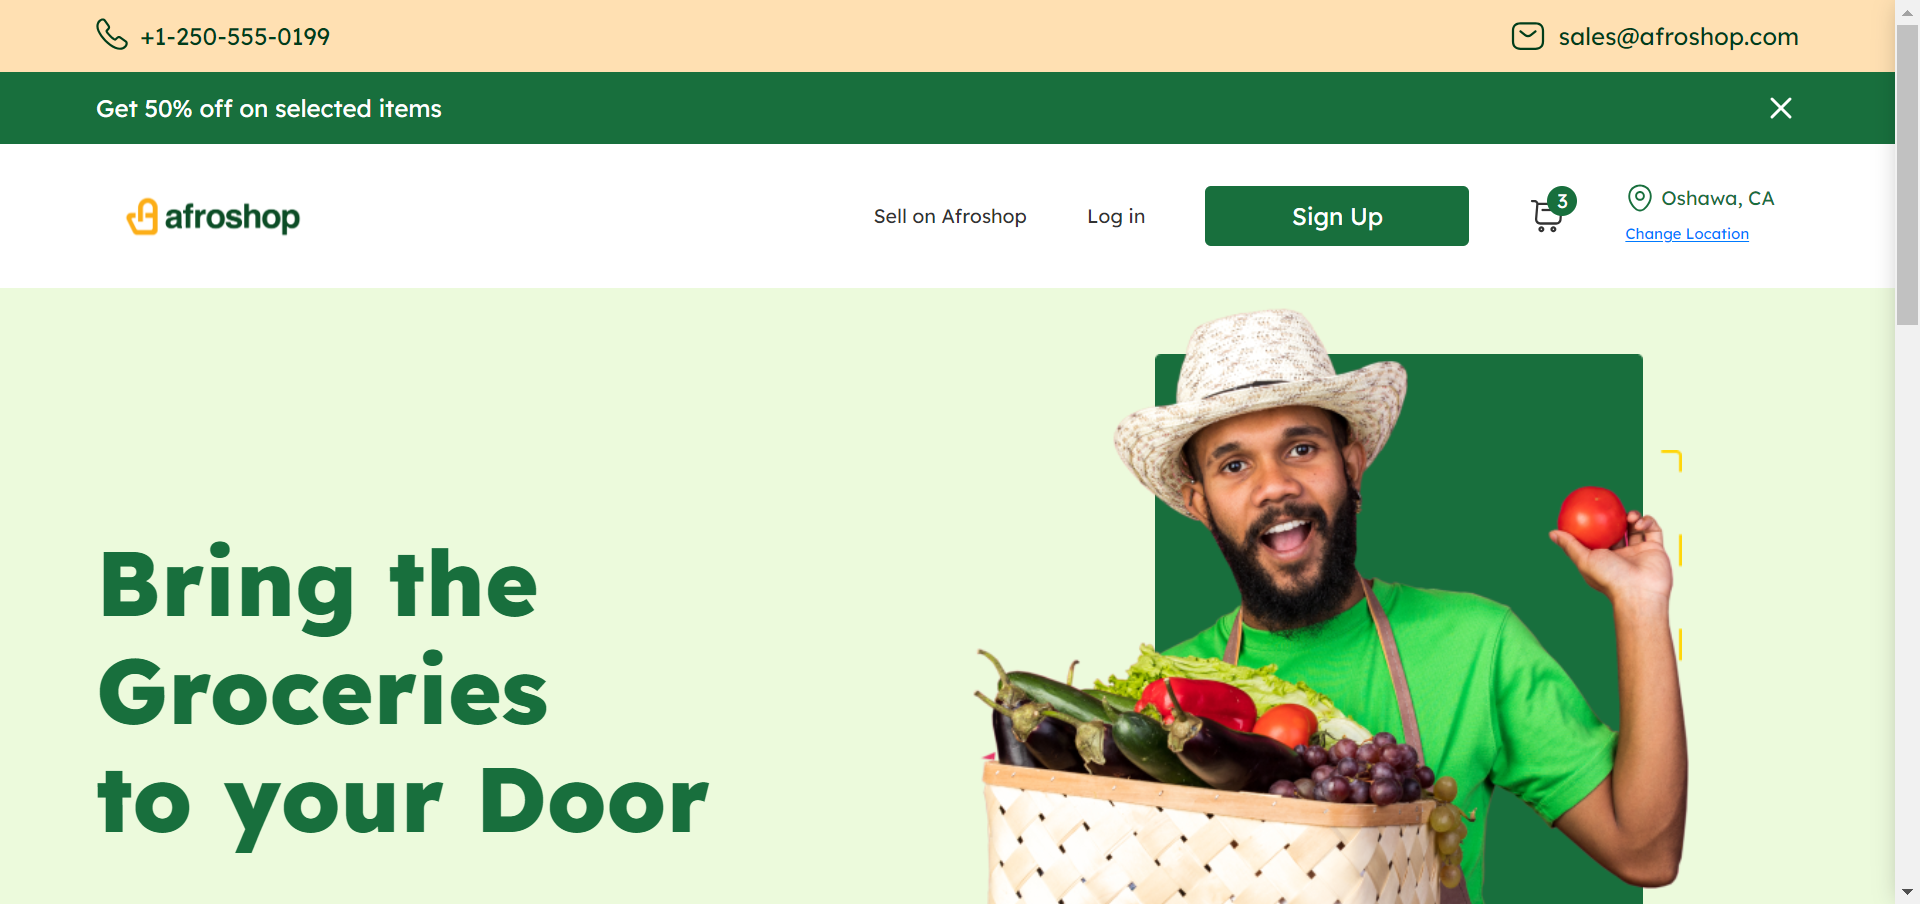 +1-250-555-0199
sales@afroshop.com
Get 50% off on selected items
afroshop
Sell on Afroshop
Log in
Sign Up
3
Oshawa, CA
Change Location
Bring the
Groceries
to your Door